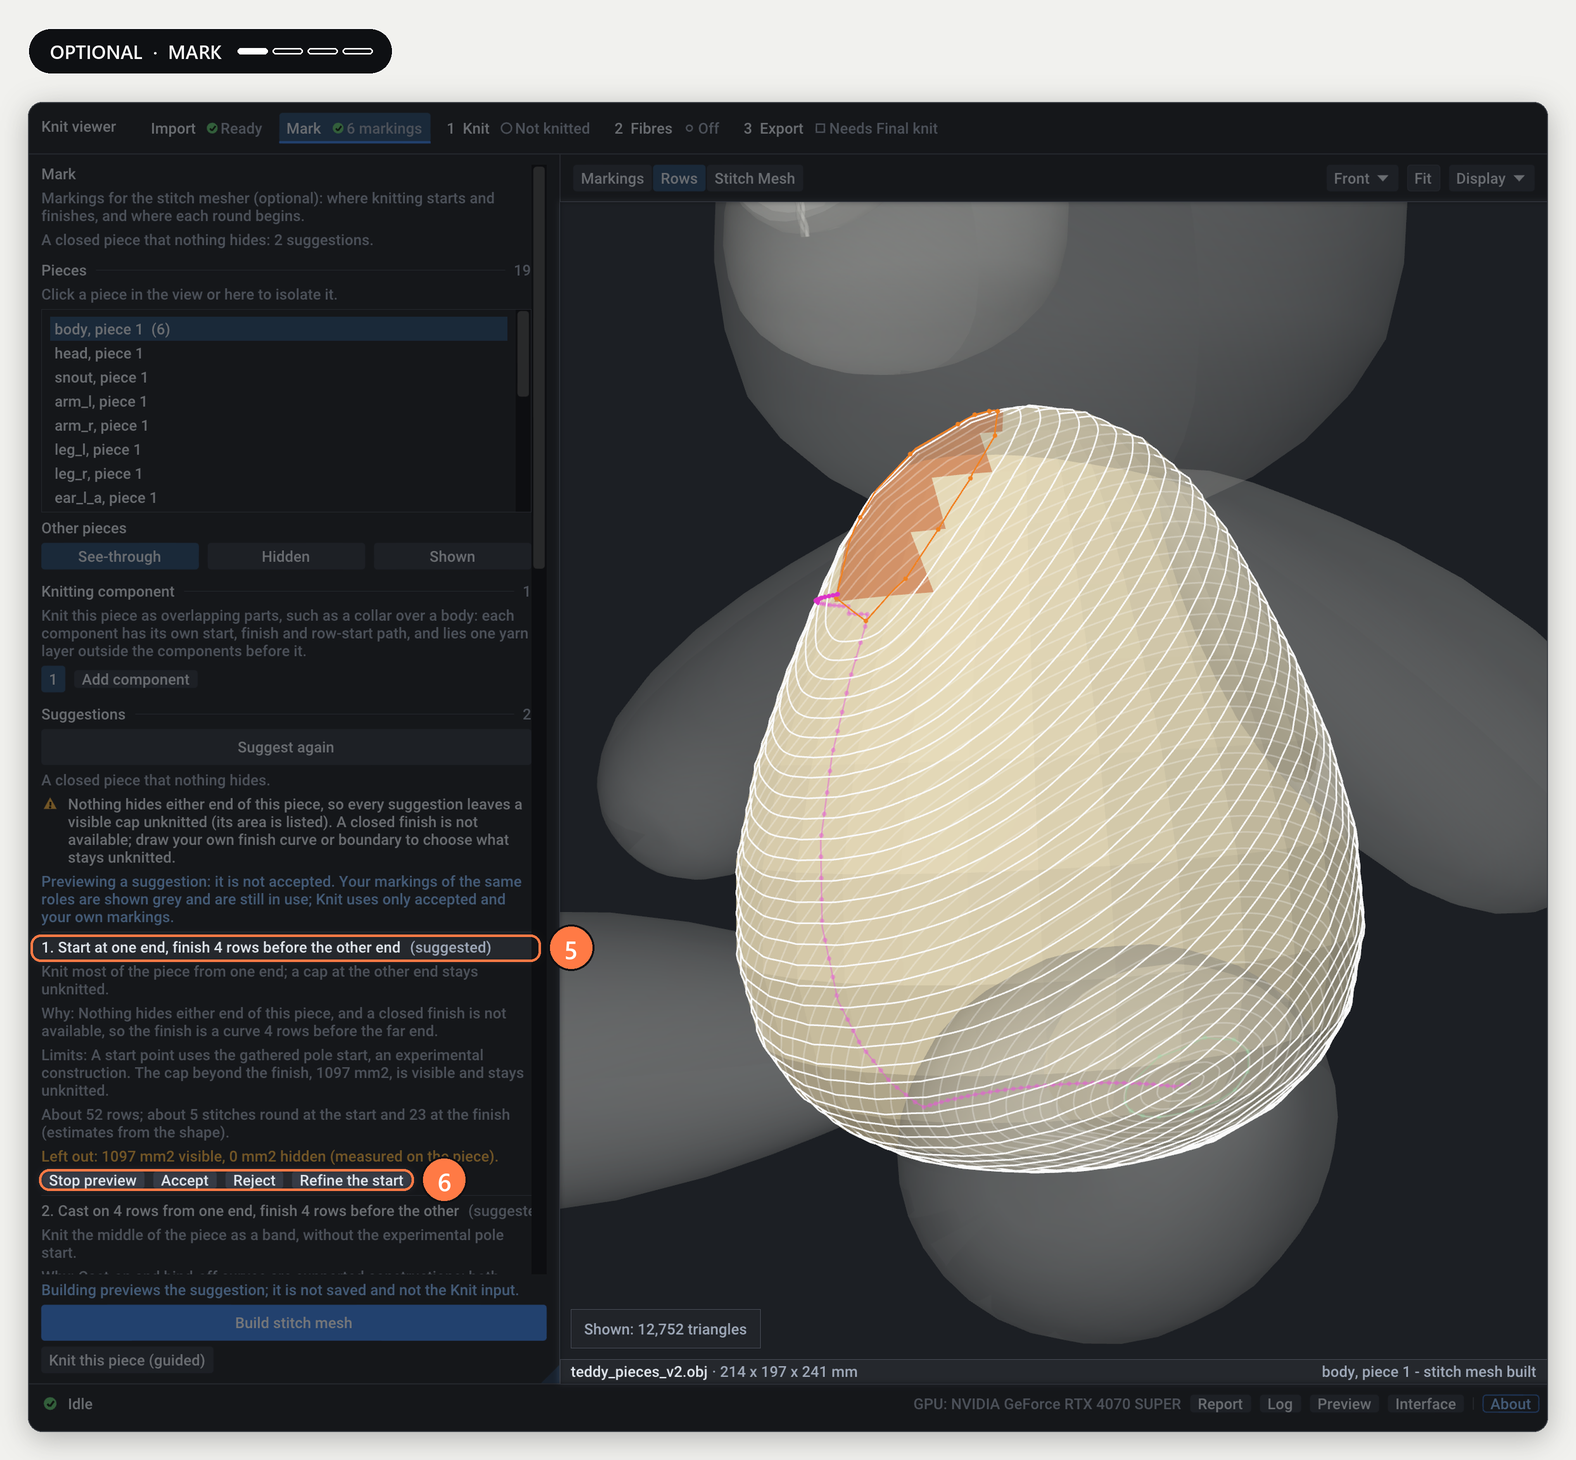 OPTIONAL · MARK
Knit viewer
Import Ready
Mark 6 markings
1 Knit Not knitted
2 Fibres Off
3 Export Needs Final knit
Mark
Markings for the stitch mesher (optional): where knitting starts and
finishes, and where each round begins.
A closed piece that nothing hides: 2 suggestions.
Pieces 19
Click a piece in the view or here to isolate it.
body, piece 1 (6)
head, piece 1
snout, piece 1
arm_l, piece 1
arm_r, piece 1
leg_l, piece 1
leg_r, piece 1
ear_l_a, piece 1
Other pieces
See-through Hidden Shown
Knitting component 1
Knit this piece as overlapping parts, such as a collar over a body: each
component has its own start, finish and row-start path, and lies one yarn
layer outside the components before it.
1 Add component
Suggestions 2
Suggest again
A closed piece that nothing hides.
Nothing hides either end of this piece, so every suggestion leaves a
visible cap unknitted (its area is listed). A closed finish is not
available; draw your own finish curve or boundary to choose what
stays unknitted.
Previewing a suggestion: it is not accepted. Your markings of the same
roles are shown grey and are still in use; Knit uses only accepted and
your own markings.
1. Start at one end, finish 4 rows before the other end (suggested)
5
Knit most of the piece from one end; a cap at the other end stays
unknitted.
Why: Nothing hides either end of this piece, and a closed finish is not
available, so the finish is a curve 4 rows before the far end.
Limits: A start point uses the gathered pole start, an experimental
construction. The cap beyond the finish, 1097 mm2, is visible and stays
unknitted.
About 52 rows; about 5 stitches round at the start and 23 at the finish
(estimates from the shape).
Left out: 1097 mm2 visible, 0 mm2 hidden (measured on the piece).
Stop preview Accept Reject Refine the start
6
2. Cast on 4 rows from one end, finish 4 rows before the other (suggeste
Knit the middle of the piece as a band, without the experimental pole
start.
Building previews the suggestion; it is not saved and not the Knit input.
Build stitch mesh
Knit this piece (guided)
Markings Rows Stitch Mesh
Front Fit Display
Shown: 12,752 triangles
teddy_pieces_v2.obj · 214 x 197 x 241 mm
body, piece 1 - stitch mesh built
Idle
GPU: NVIDIA GeForce RTX 4070 SUPER Report Log Preview Interface About